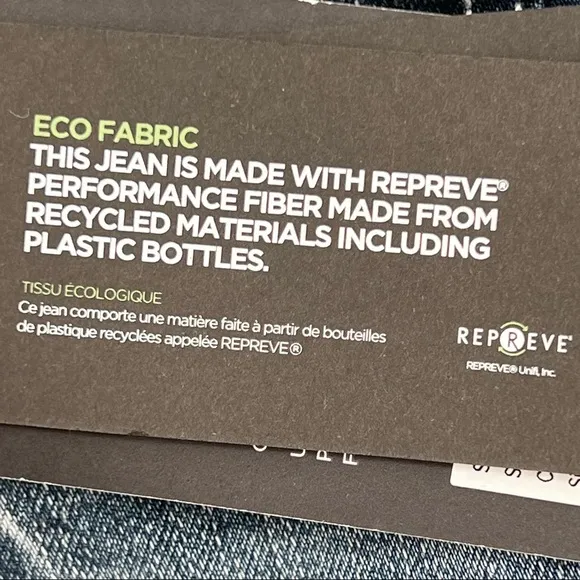 ECO FABRIC
THIS JEAN IS MADE WITH REPREVE®
PERFORMANCE FIBER MADE FROM
RECYCLED MATERIALS INCLUDING
PLASTIC BOTTLES.
TISSU ÉCOLOGIQUE
Ce jean comporte une matière faite à partir de bouteilles
de plastique recyclées appelée REPREVE®
REPREVE®
REPREVE® Unifi, Inc.